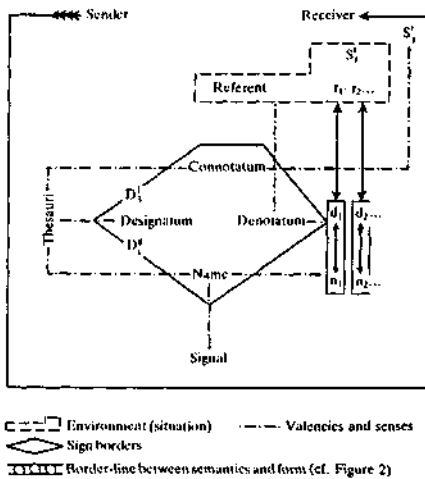 Sender Receiver
S
S
Referent r1, r2...
Connotatum
D
Thesauri Designatum Denotatum d1 d2...
D
Name n1 n2...
Signal
Environment (situation) Valencies and senses
Sign borders
Border-line between semantics and form (cf. Figure 2)